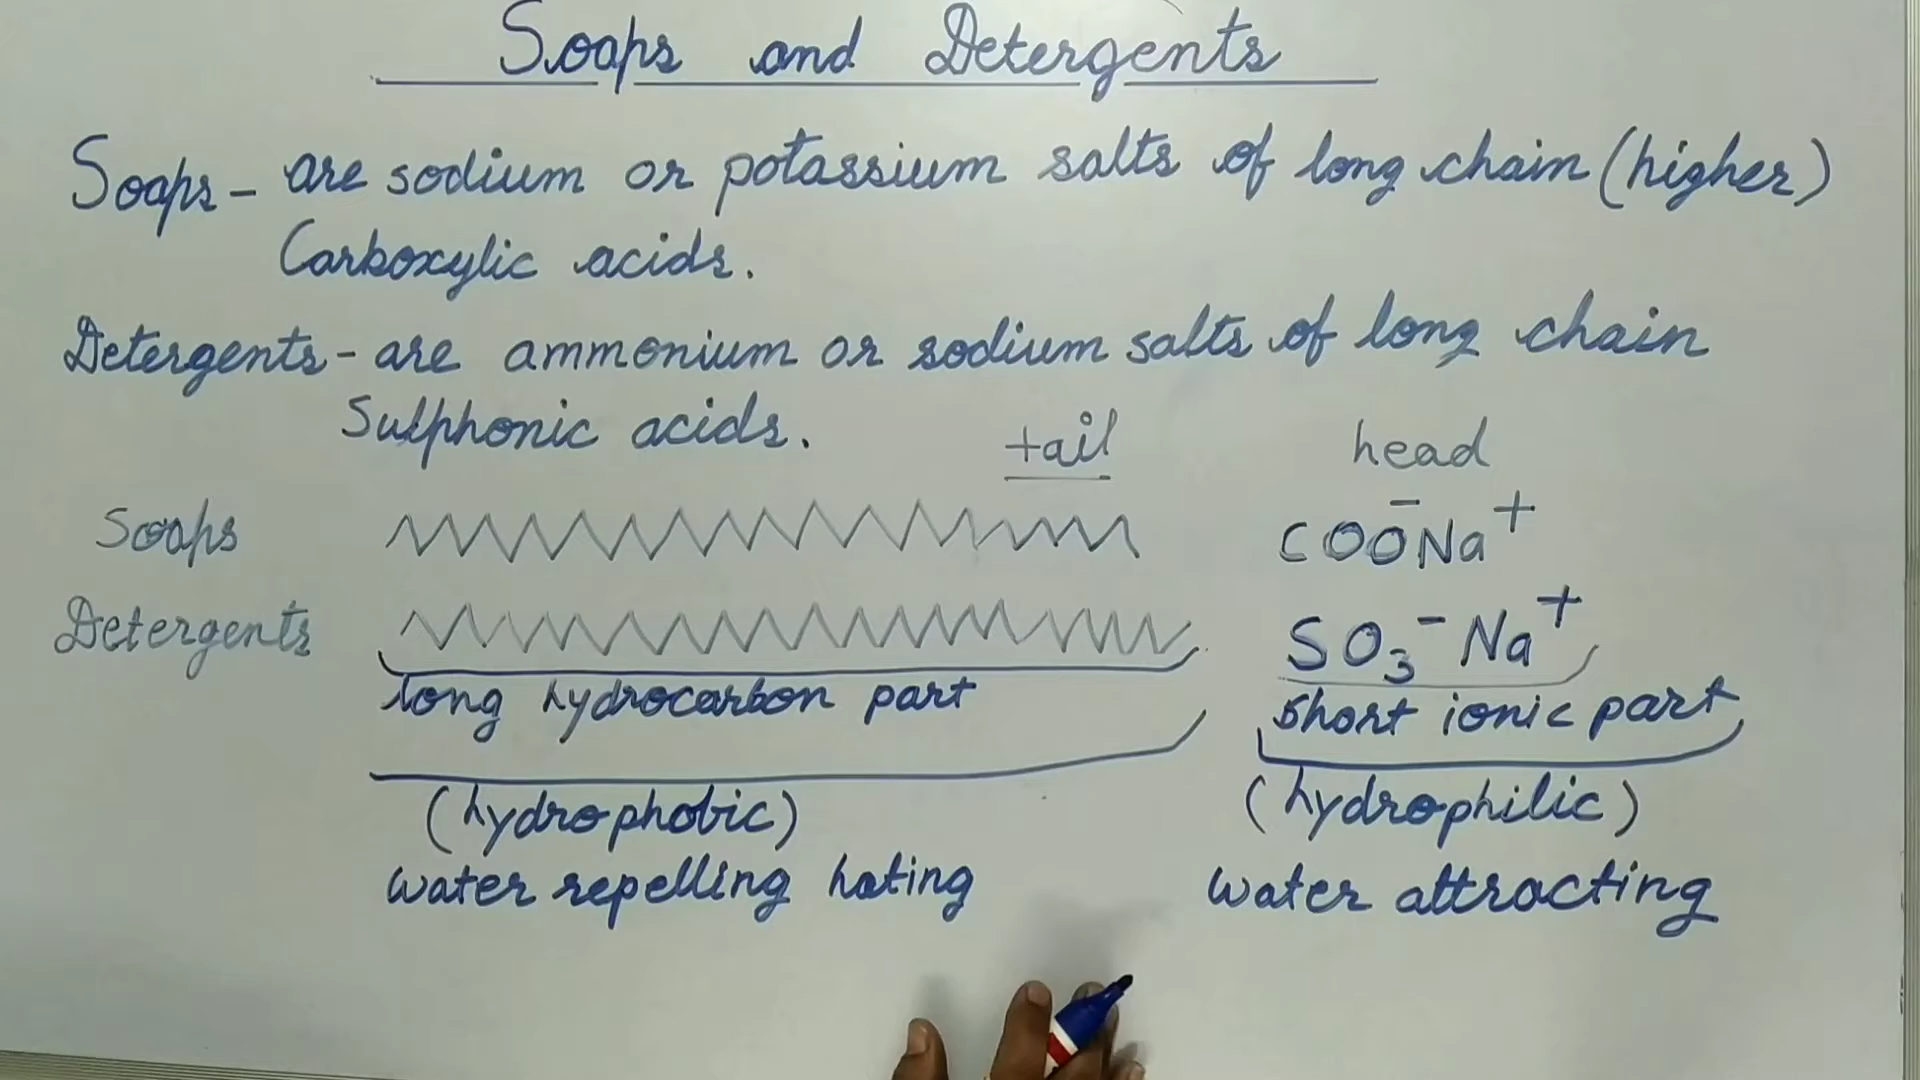 Soaps and Detergents
Soaps - are sodium or potassium salts of long chain (higher)
Carboxylic acids.
Detergents - are ammonium or sodium salts of long chain
Sulphonic acids.
tail head
Soaps COO⁻Na⁺
Detergents SO₃⁻Na⁺
long hydrocarbon part short ionic part
(hydrophobic) (hydrophilic)
water repelling hating water attracting